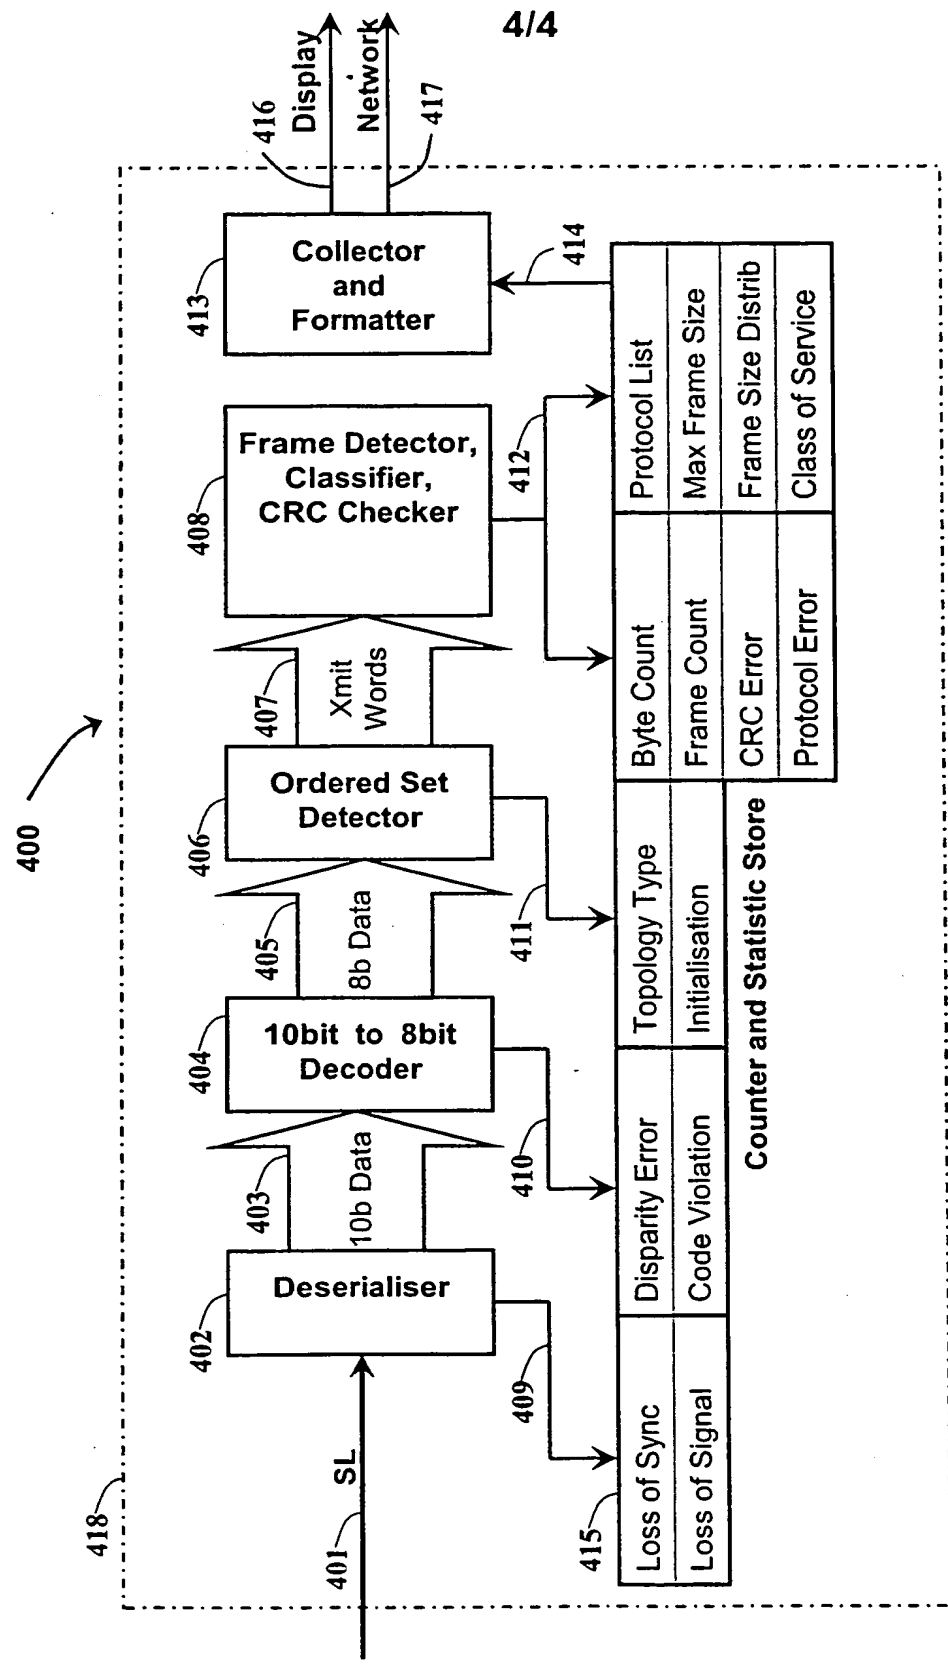 4/4
400
418
416
Display
Network
417
413
Collector
and
Formatter
414
408
Frame Detector,
Classifier,
CRC Checker
412
407
Xmit
Words
406
Ordered Set
Detector
411
405
8b Data
404
10bit to 8bit
Decoder
410
403
10b Data
402
Deserialiser
409
SL
401
415
Loss of Sync
Loss of Signal
Disparity Error
Code Violation
Topology Type
Initialisation
Byte Count
Frame Count
CRC Error
Protocol Error
Protocol List
Max Frame Size
Frame Size Distrib
Class of Service
Counter and Statistic Store